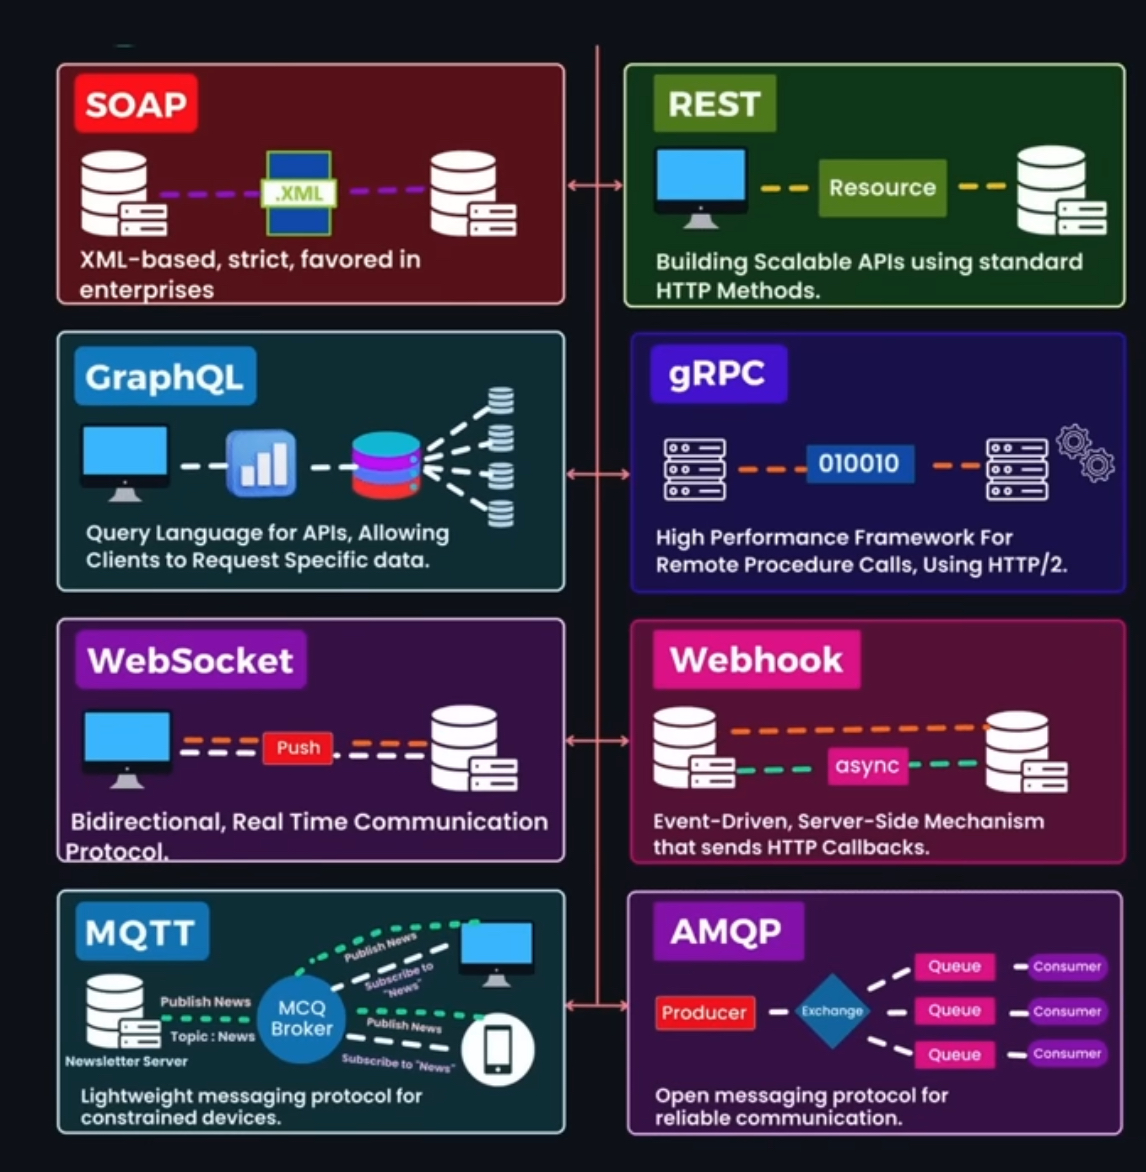 SOAP
.XML
XML-based, strict, favored in
enterprises
REST
Resource
Building Scalable APIs using standard
HTTP Methods.
GraphQL
Query Language for APIs, Allowing
Clients to Request Specific data.
gRPC
010010
High Performance Framework For
Remote Procedure Calls, Using HTTP/2.
WebSocket
Push
Bidirectional, Real Time Communication
Protocol.
Webhook
async
Event-Driven, Server-Side Mechanism
that sends HTTP Callbacks.
MQTT
Publish News
Subscribe to
"News"
Publish News
Topic : News
MCQ
Broker
Publish News
Subscribe to "News"
Newsletter Server
Lightweight messaging protocol for
constrained devices.
AMQP
Producer
Exchange
Queue
Consumer
Queue
Consumer
Queue
Consumer
Open messaging protocol for
reliable communication.